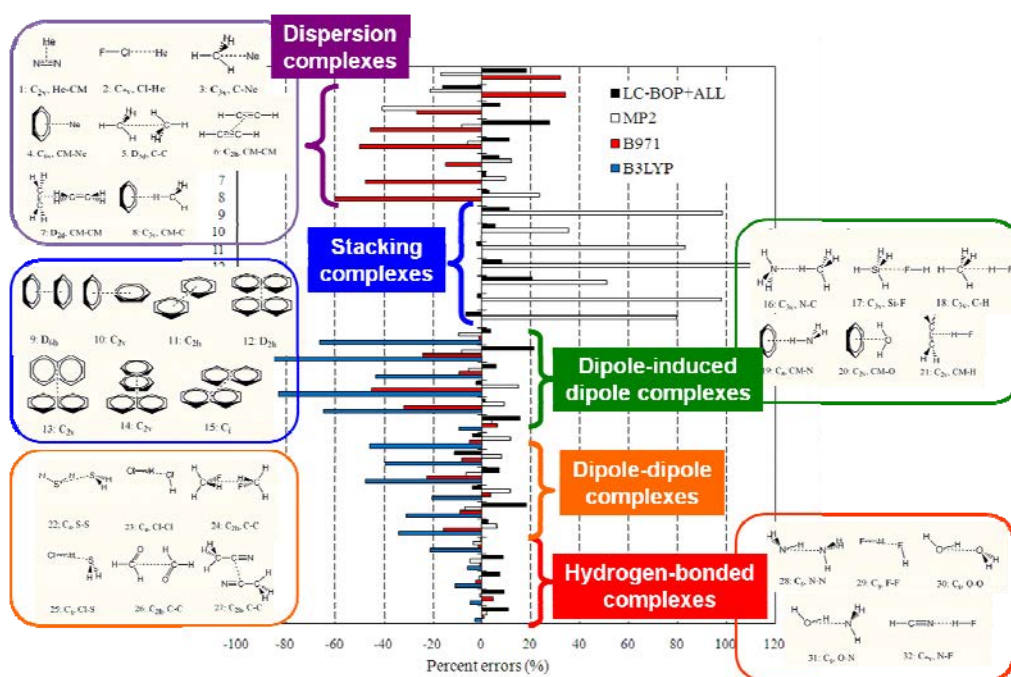 Dispersion
complexes
He
N N
1: C2v, He-CM
F Cl He
2: C∞v, Cl-He
H
C Ne
H
3: C3v, C-Ne
Ne
4: C6v, CM-Ne
5: D3d, C-C
6: C2h, CM-CM
7: D2d, CM-CM
8: C3v, CM-C
LC-BOP+ALL
MP2
B971
B3LYP
7
8
9
10
11
Stacking
complexes
9: D6h
10: C2v
11: C2h
12: D2h
13: C2v
14: C2v
15: Ci
16: C3v, N-C
17: C3v, Si-F
18: C3v, C-H
19: Cs, CM-N
20: C2v, CM-O
21: C2v, CM-H
Dipole-induced
dipole complexes
Dipole-dipole
complexes
22: Cs, S-S
23: Cs, Cl-Cl
24: C2h, C-C
25: Cs, Cl-S
26: C2h, C-C
27: C2h, C-C
Hydrogen-bonded
complexes
28: Cs, N-N
29: Cs, F-F
30: Cs, O-O
31: Cs, O-N
32: C∞v, N-F
-100 -80 -60 -40 -20 0 20 40 60 80 100 120
Percent errors (%)